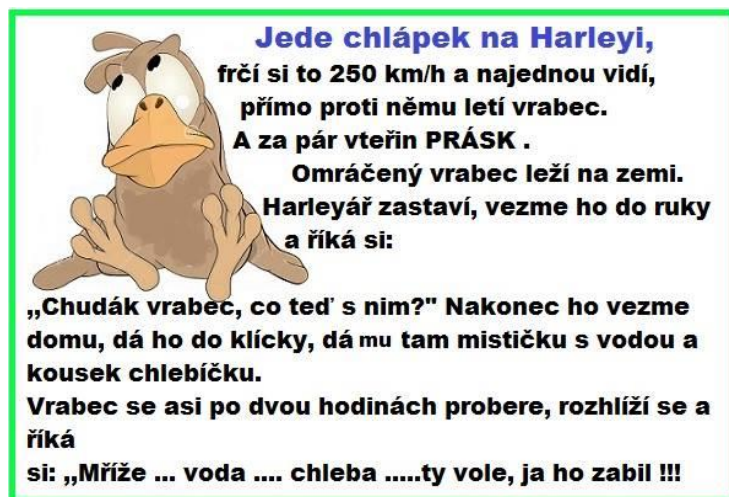 Jede chlápek na Harleyi,
frčí si to 250 km/h a najednou vidí,
přímo proti němu letí vrabec.
A za pár vteřin PRÁSK .
Omráčený vrabec leží na zemi.
Harleyář zastaví, vezme ho do ruky
a říká si:
,,Chudák vrabec, co teď s nim?" Nakonec ho vezme
domu, dá ho do klícky, dá mu tam mističku s vodou a
kousek chlebíčku.
Vrabec se asi po dvou hodinách probere, rozhlíží se a
říká
si: ,,Mříže ... voda .... chleba .....ty vole, ja ho zabil !!!